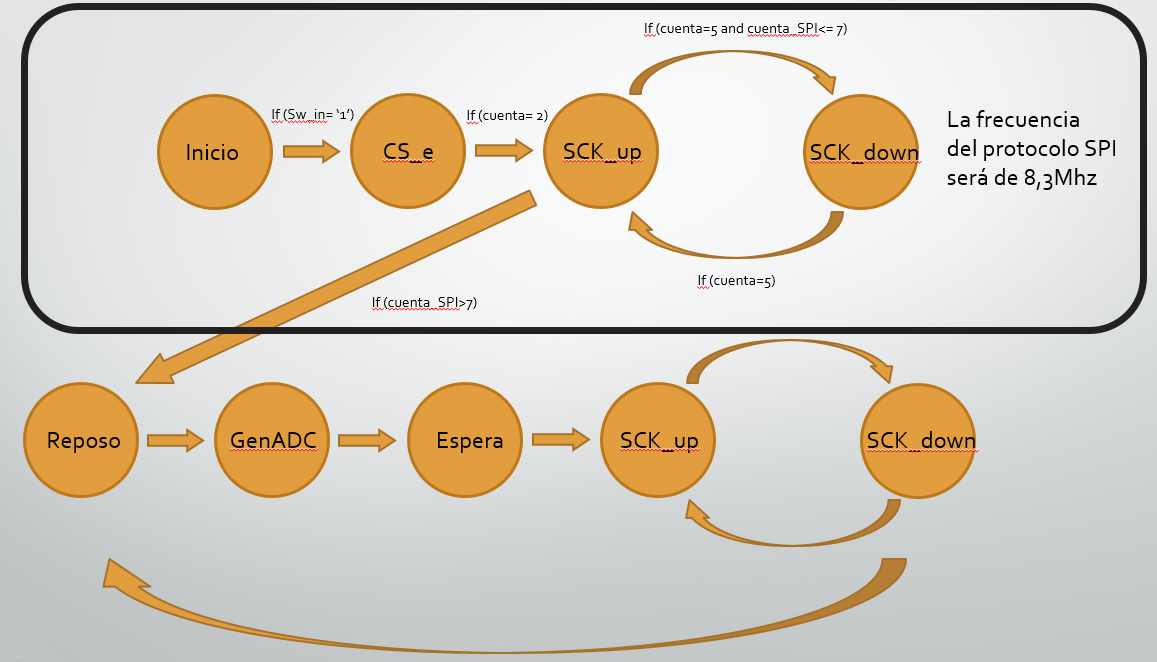 If (cuenta=5 and cuenta_SPI<= 7)
If (Sw_in= ‘1’)
If (cuenta= 2)
Inicio
CS_e
SCK_up
SCK_down
La frecuencia
del protocolo SPI
será de 8,3Mhz
If (cuenta=5)
If (cuenta_SPI>7)
Reposo
GenADC
Espera
SCK_up
SCK_down